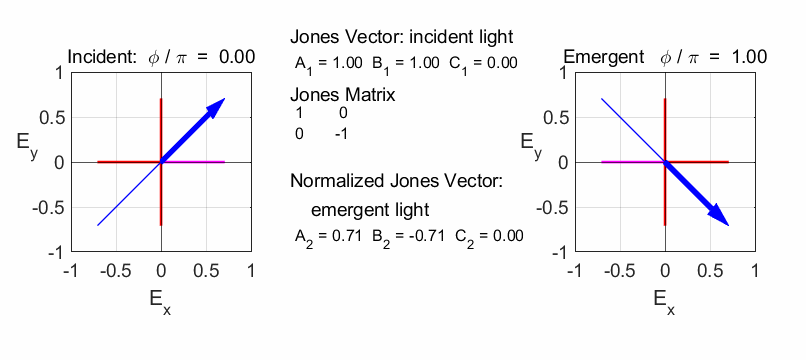 Jones Vector: incident light
Incident: ϕ / π = 0.00
A1 = 1.00 B1 = 1.00 C1 = 0.00
Jones Matrix
1 0
0 -1
Normalized Jones Vector:
emergent light
A2 = 0.71 B2 = -0.71 C2 = 0.00
1
0.5
0
-0.5
-1
Ey
-1 -0.5 0 0.5 1
Ex
Emergent ϕ / π = 1.00
1
0.5
0
-0.5
-1
Ey
-1 -0.5 0 0.5 1
Ex